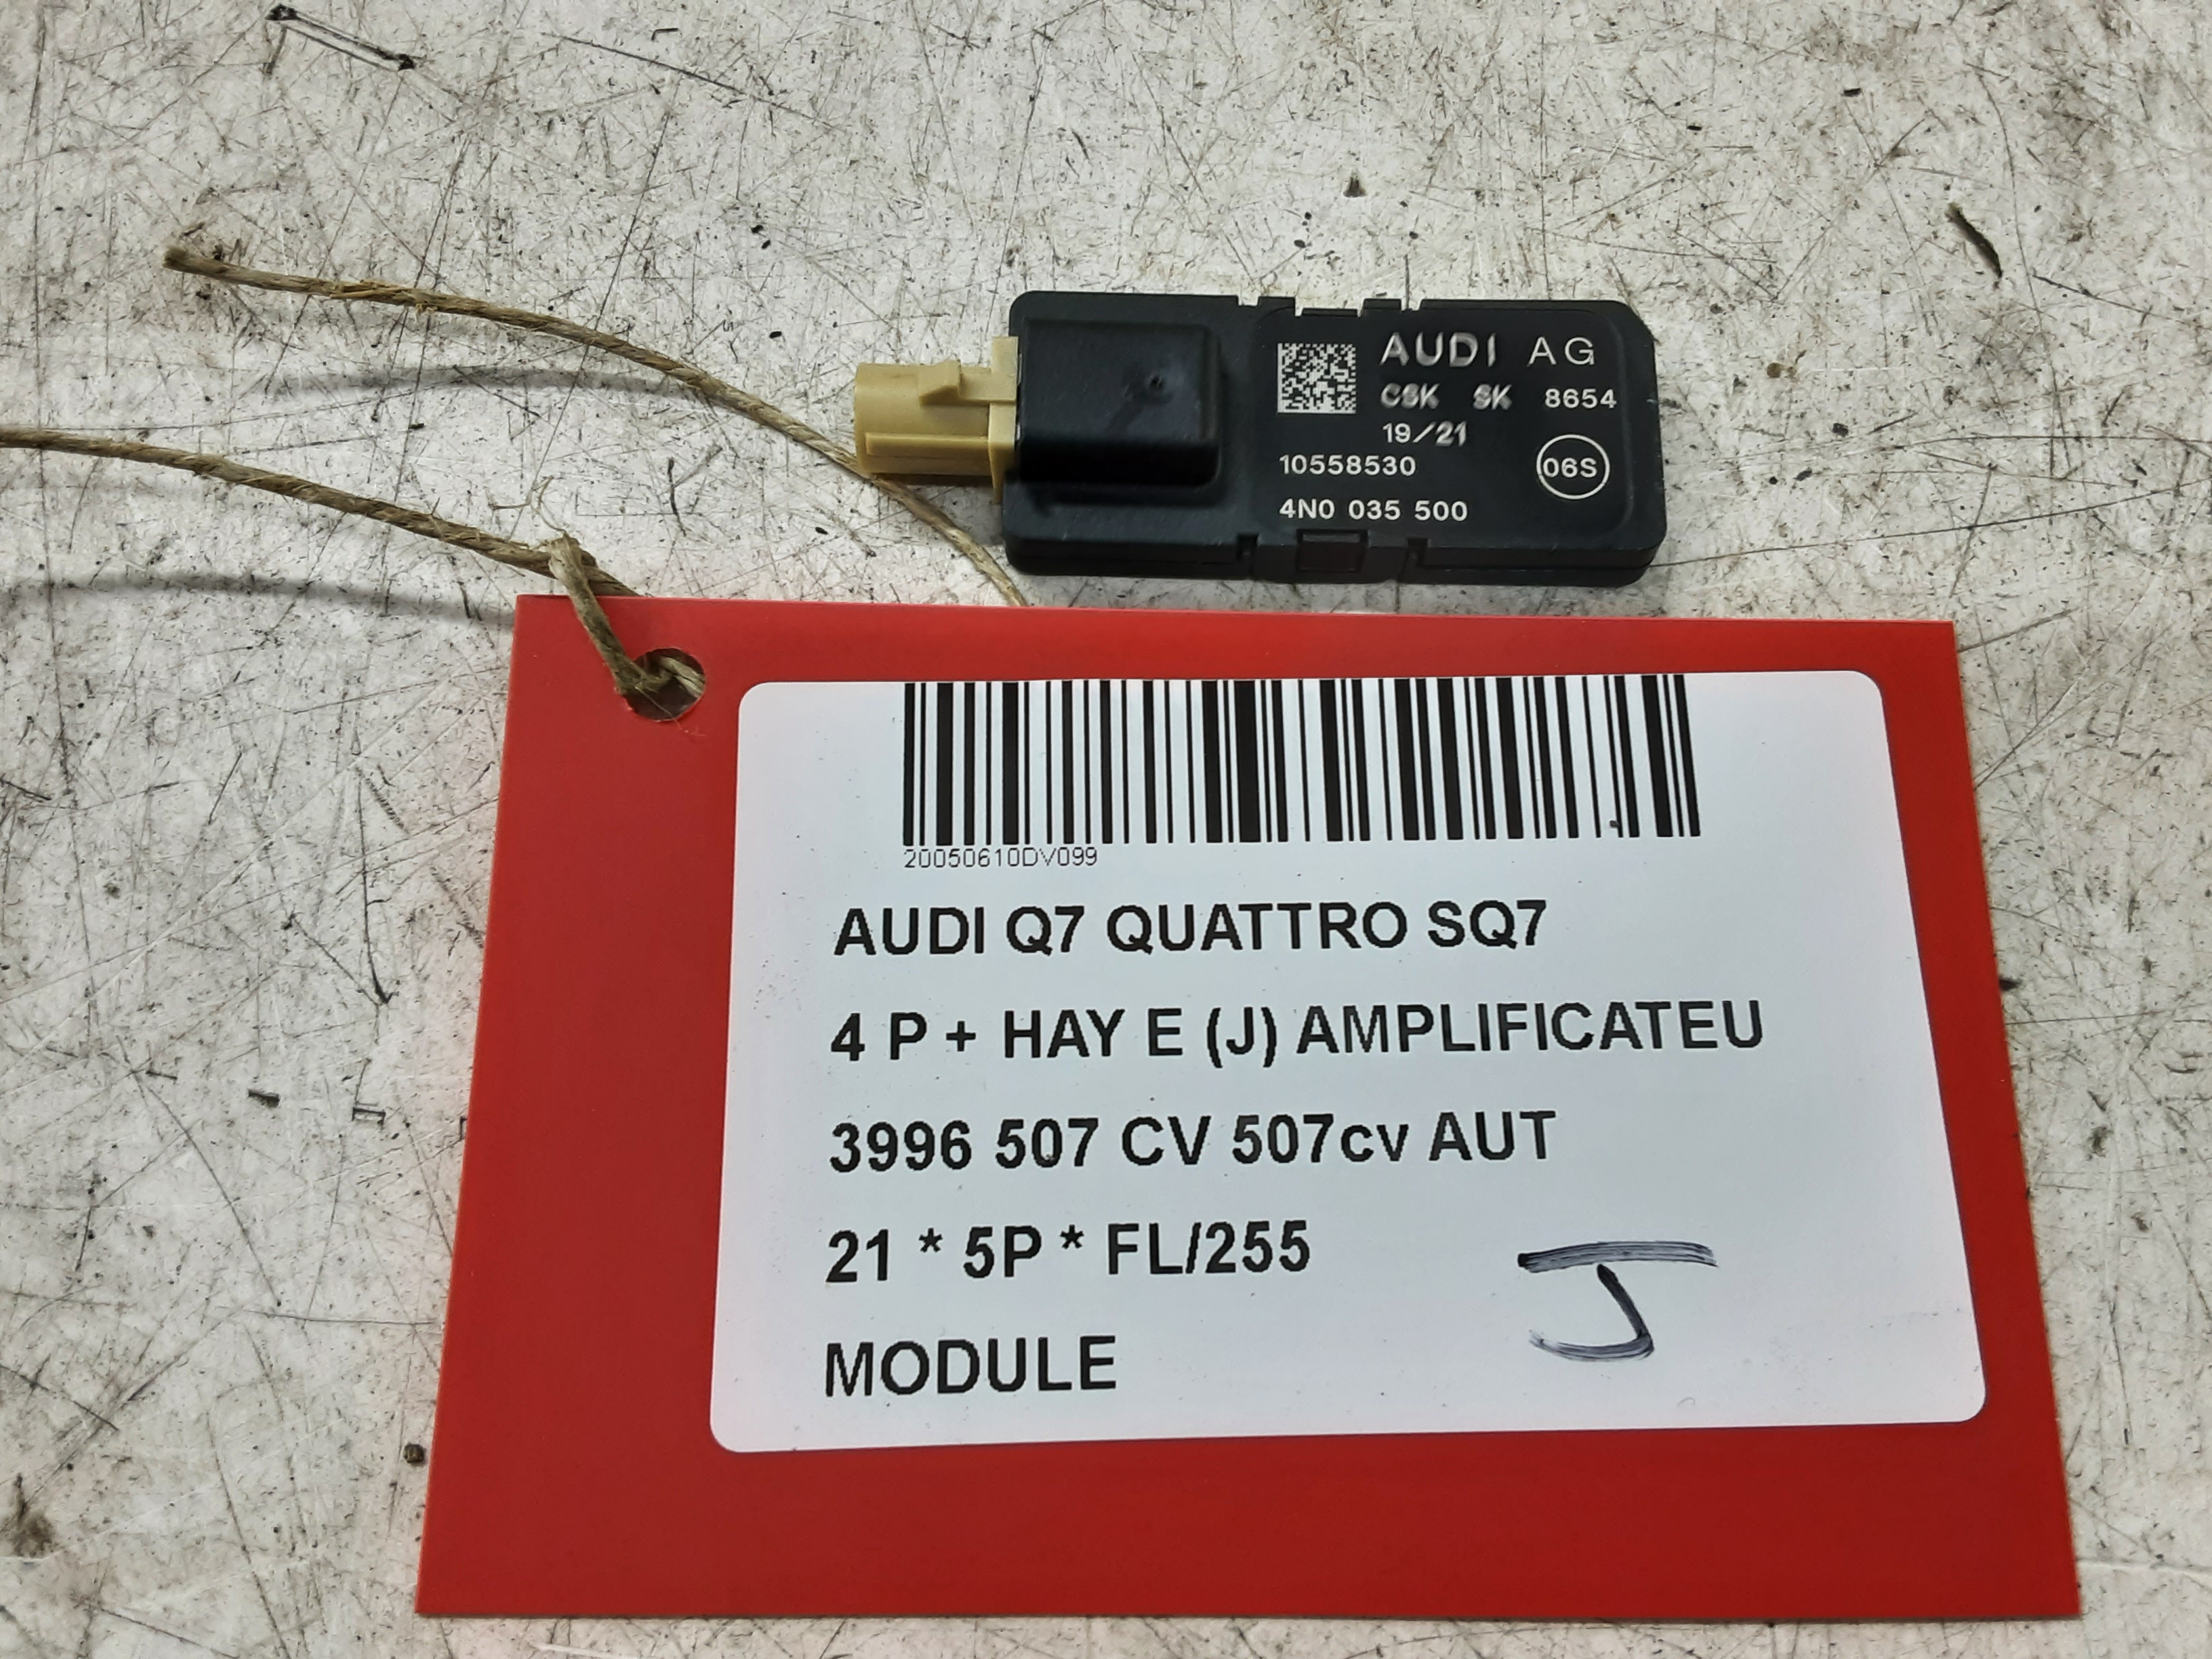 AUDI AG
CSK SK 8654
19/21
10558530
06S
4N0 035 500
20050610DV099
AUDI Q7 QUATTRO SQ7
4 P + HAY E (J) AMPLIFICATEU
3996 507 CV 507cv AUT
21 * 5P * FL/255
MODULE
J